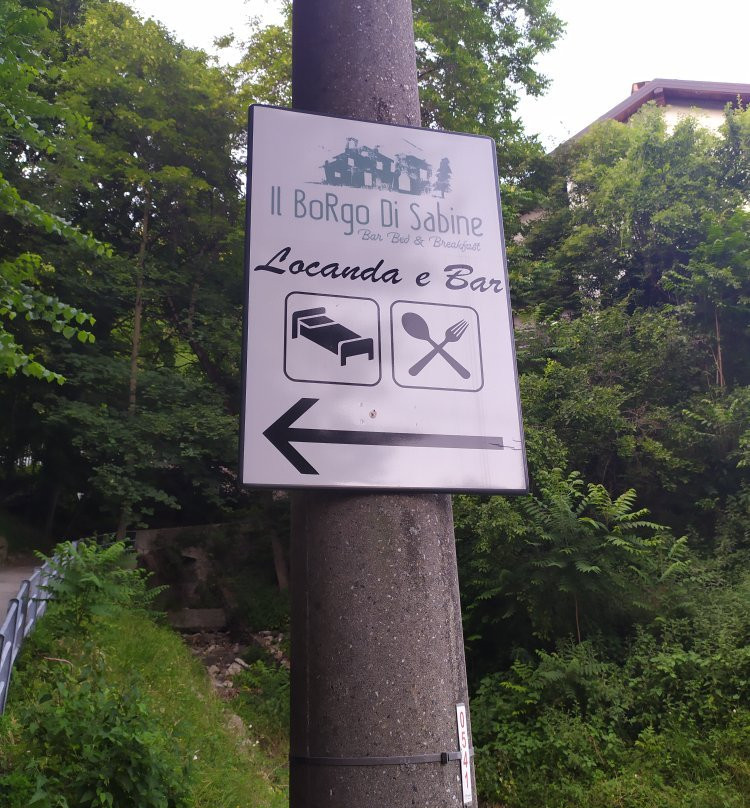 Il BoRgo Di Sabine
Bar Bed & Breakfast
Locanda e Bar
0541